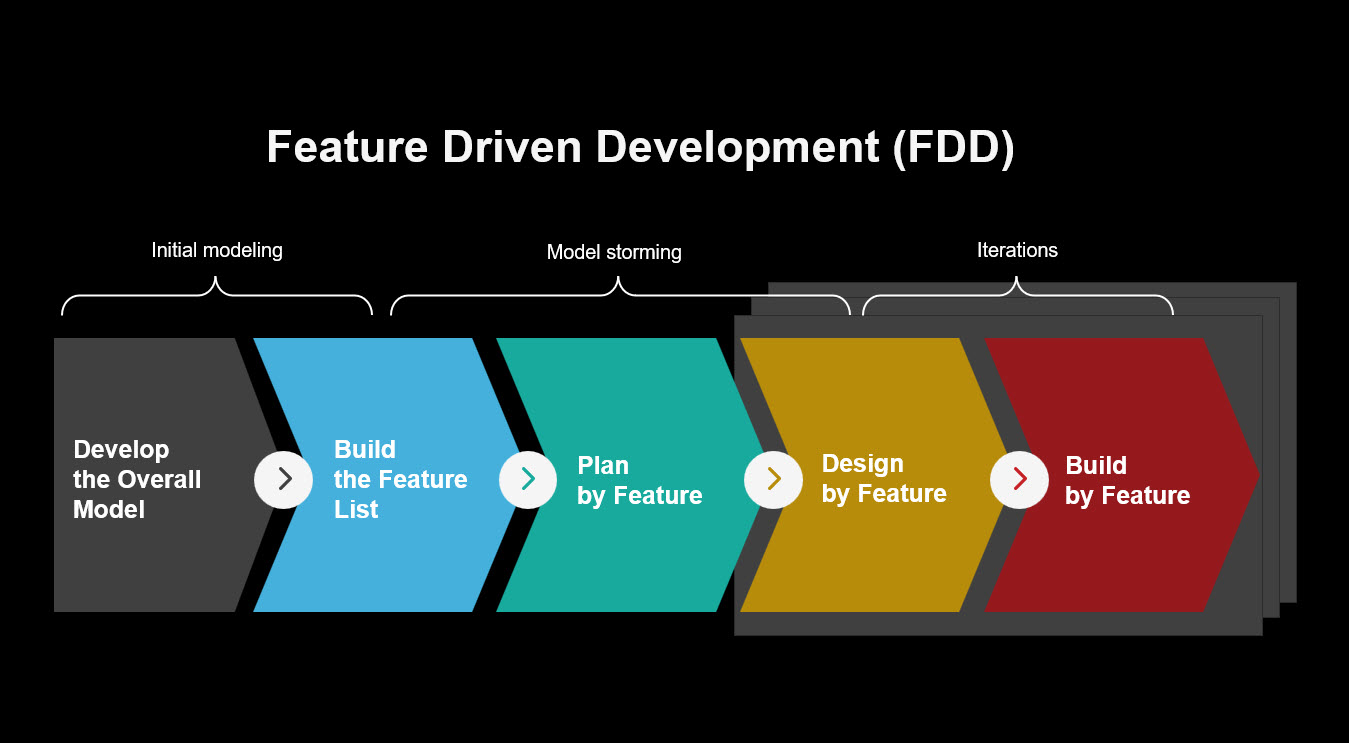 Feature Driven Development (FDD)
Initial modeling
Model storming
Iterations
Develop
the Overall
Model
Build
the Feature
List
Plan
by Feature
Design
by Feature
Build
by Feature